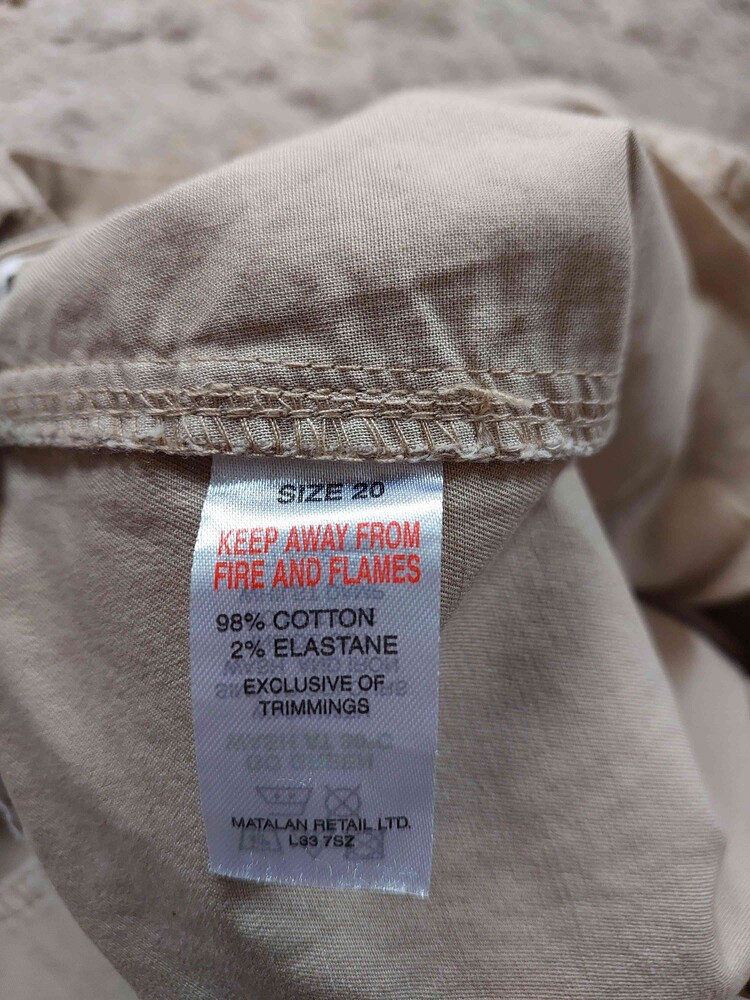 SIZE 20
KEEP AWAY FROM
FIRE AND FLAMES
98% COTTON
2% ELASTANE
EXCLUSIVE OF
TRIMMINGS
MATALAN RETAIL LTD.
L33 7SZ